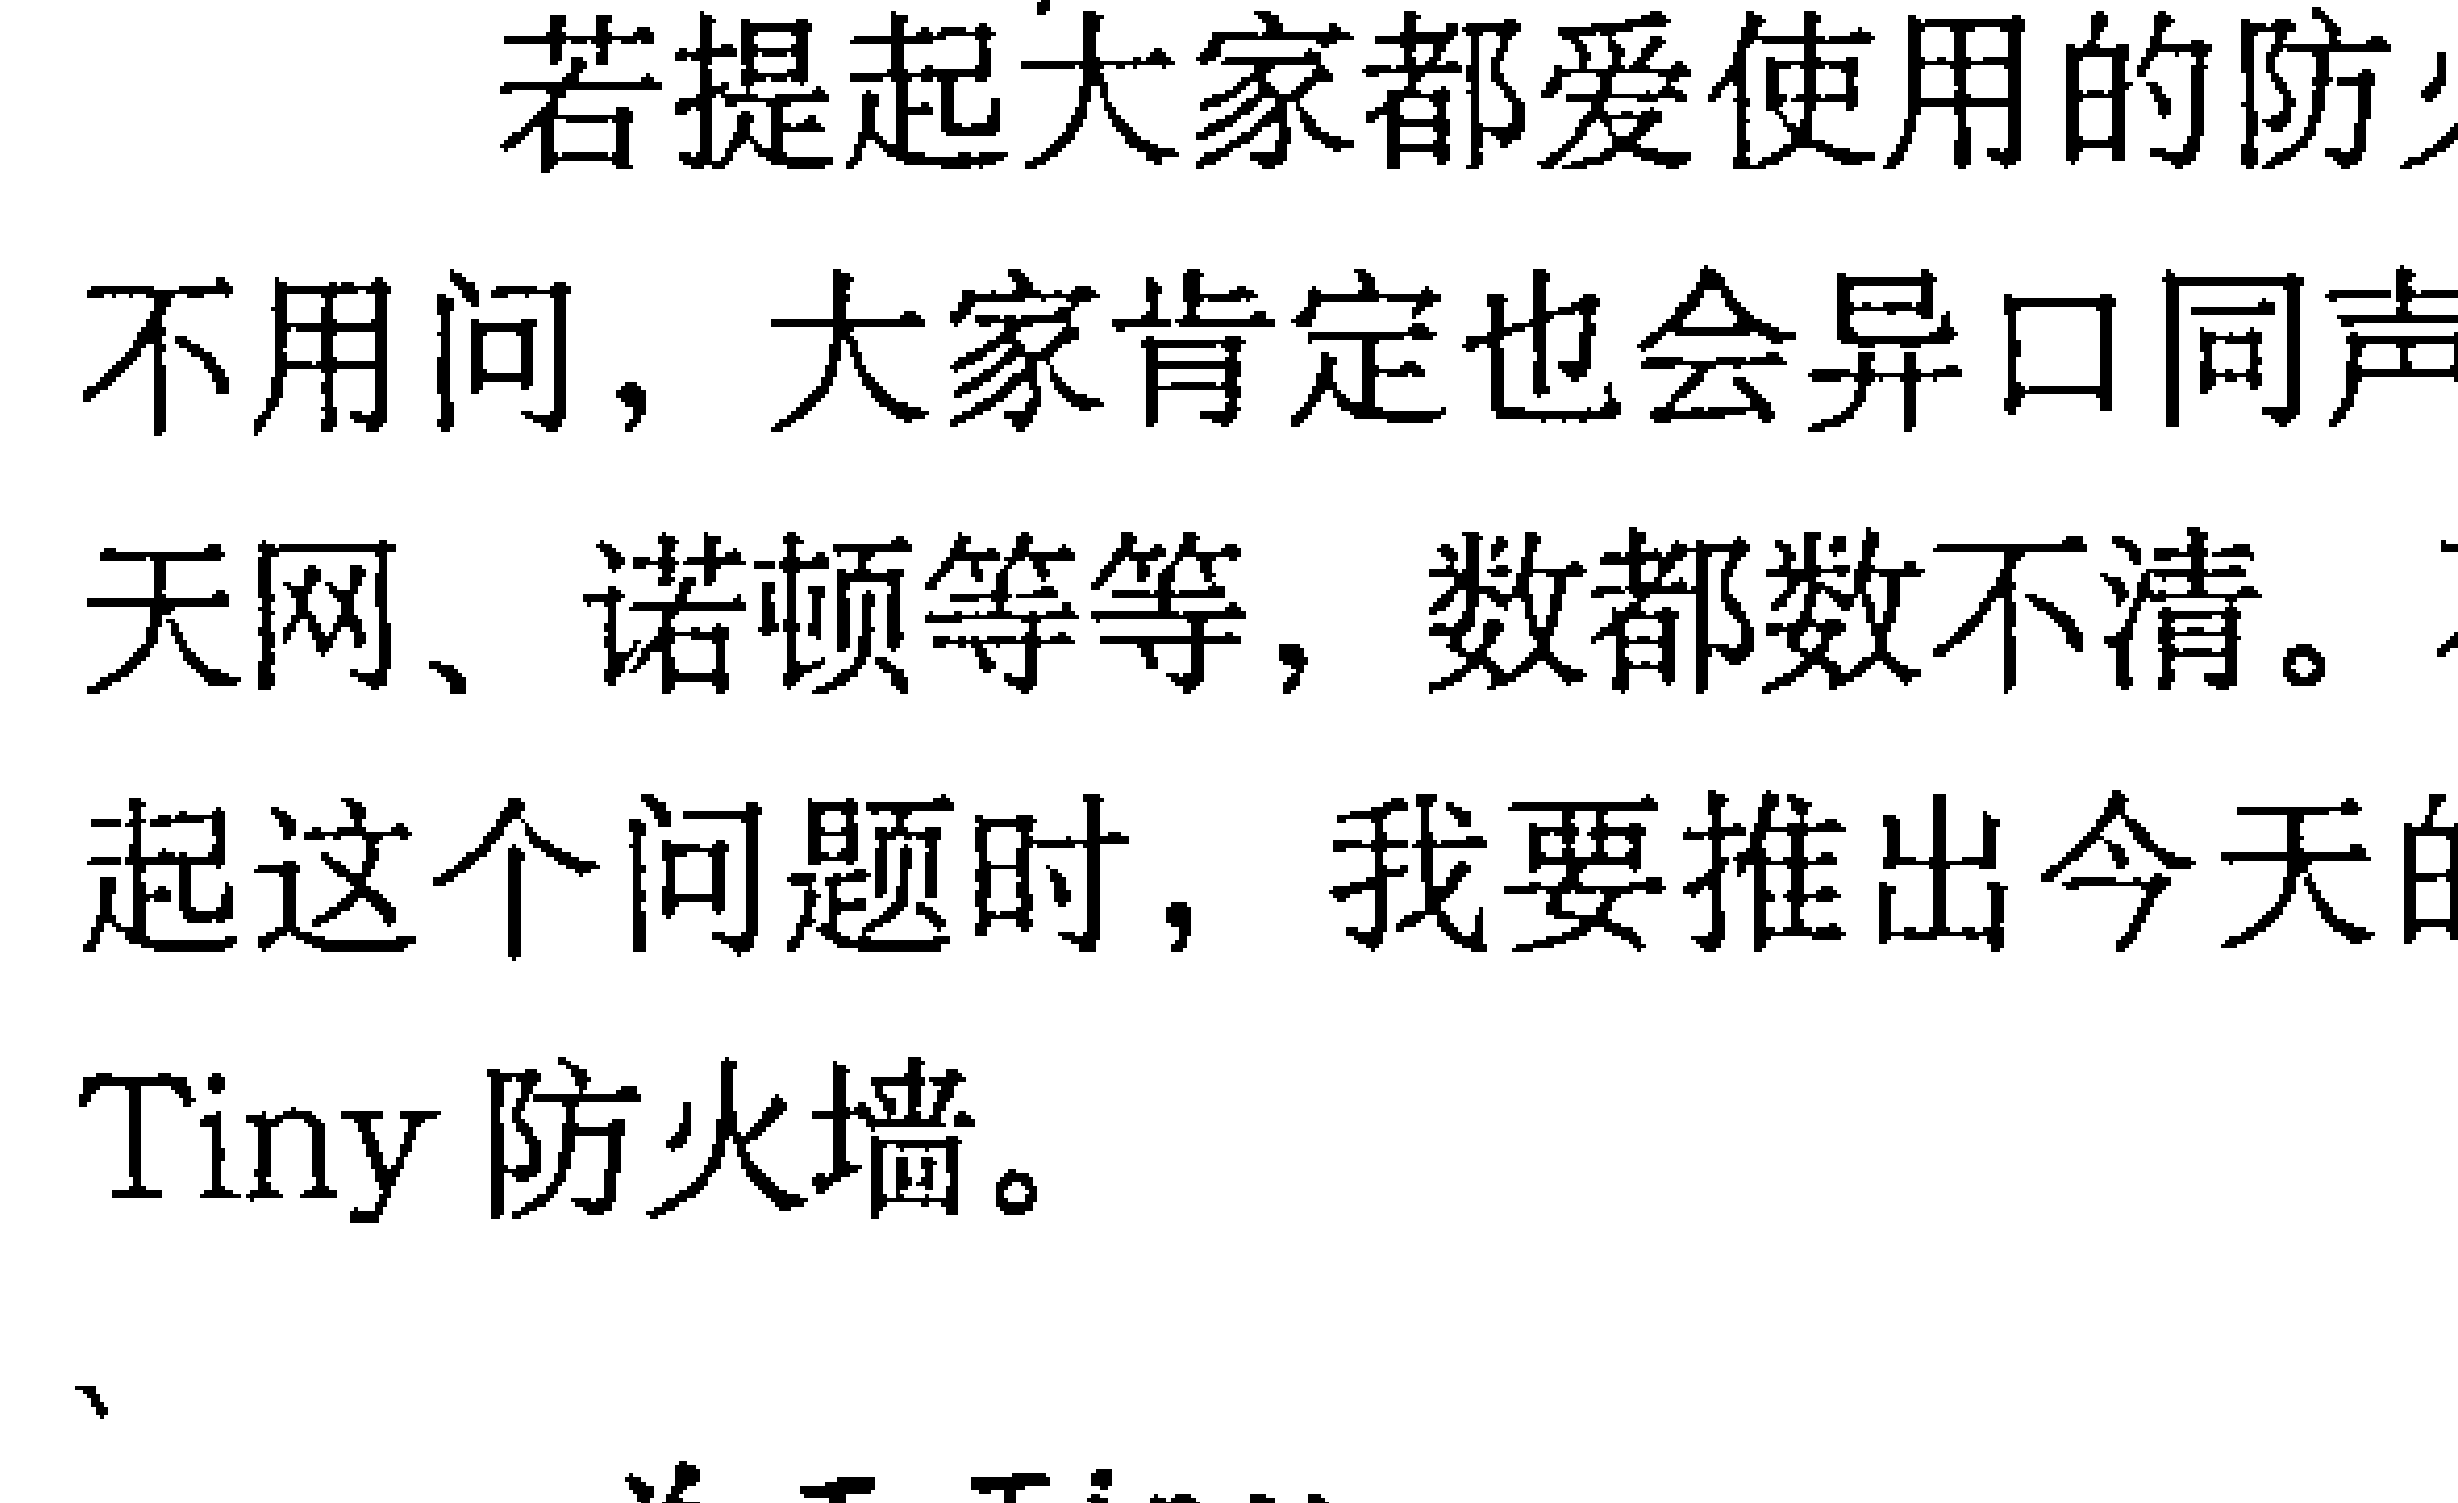 若提起大家都爱使用的防火
不用问，大家肯定也会异口同声
天网、诺顿等等，数都数不清。
起这个问题时，我要推出今天的
Tiny 防火墙。
、